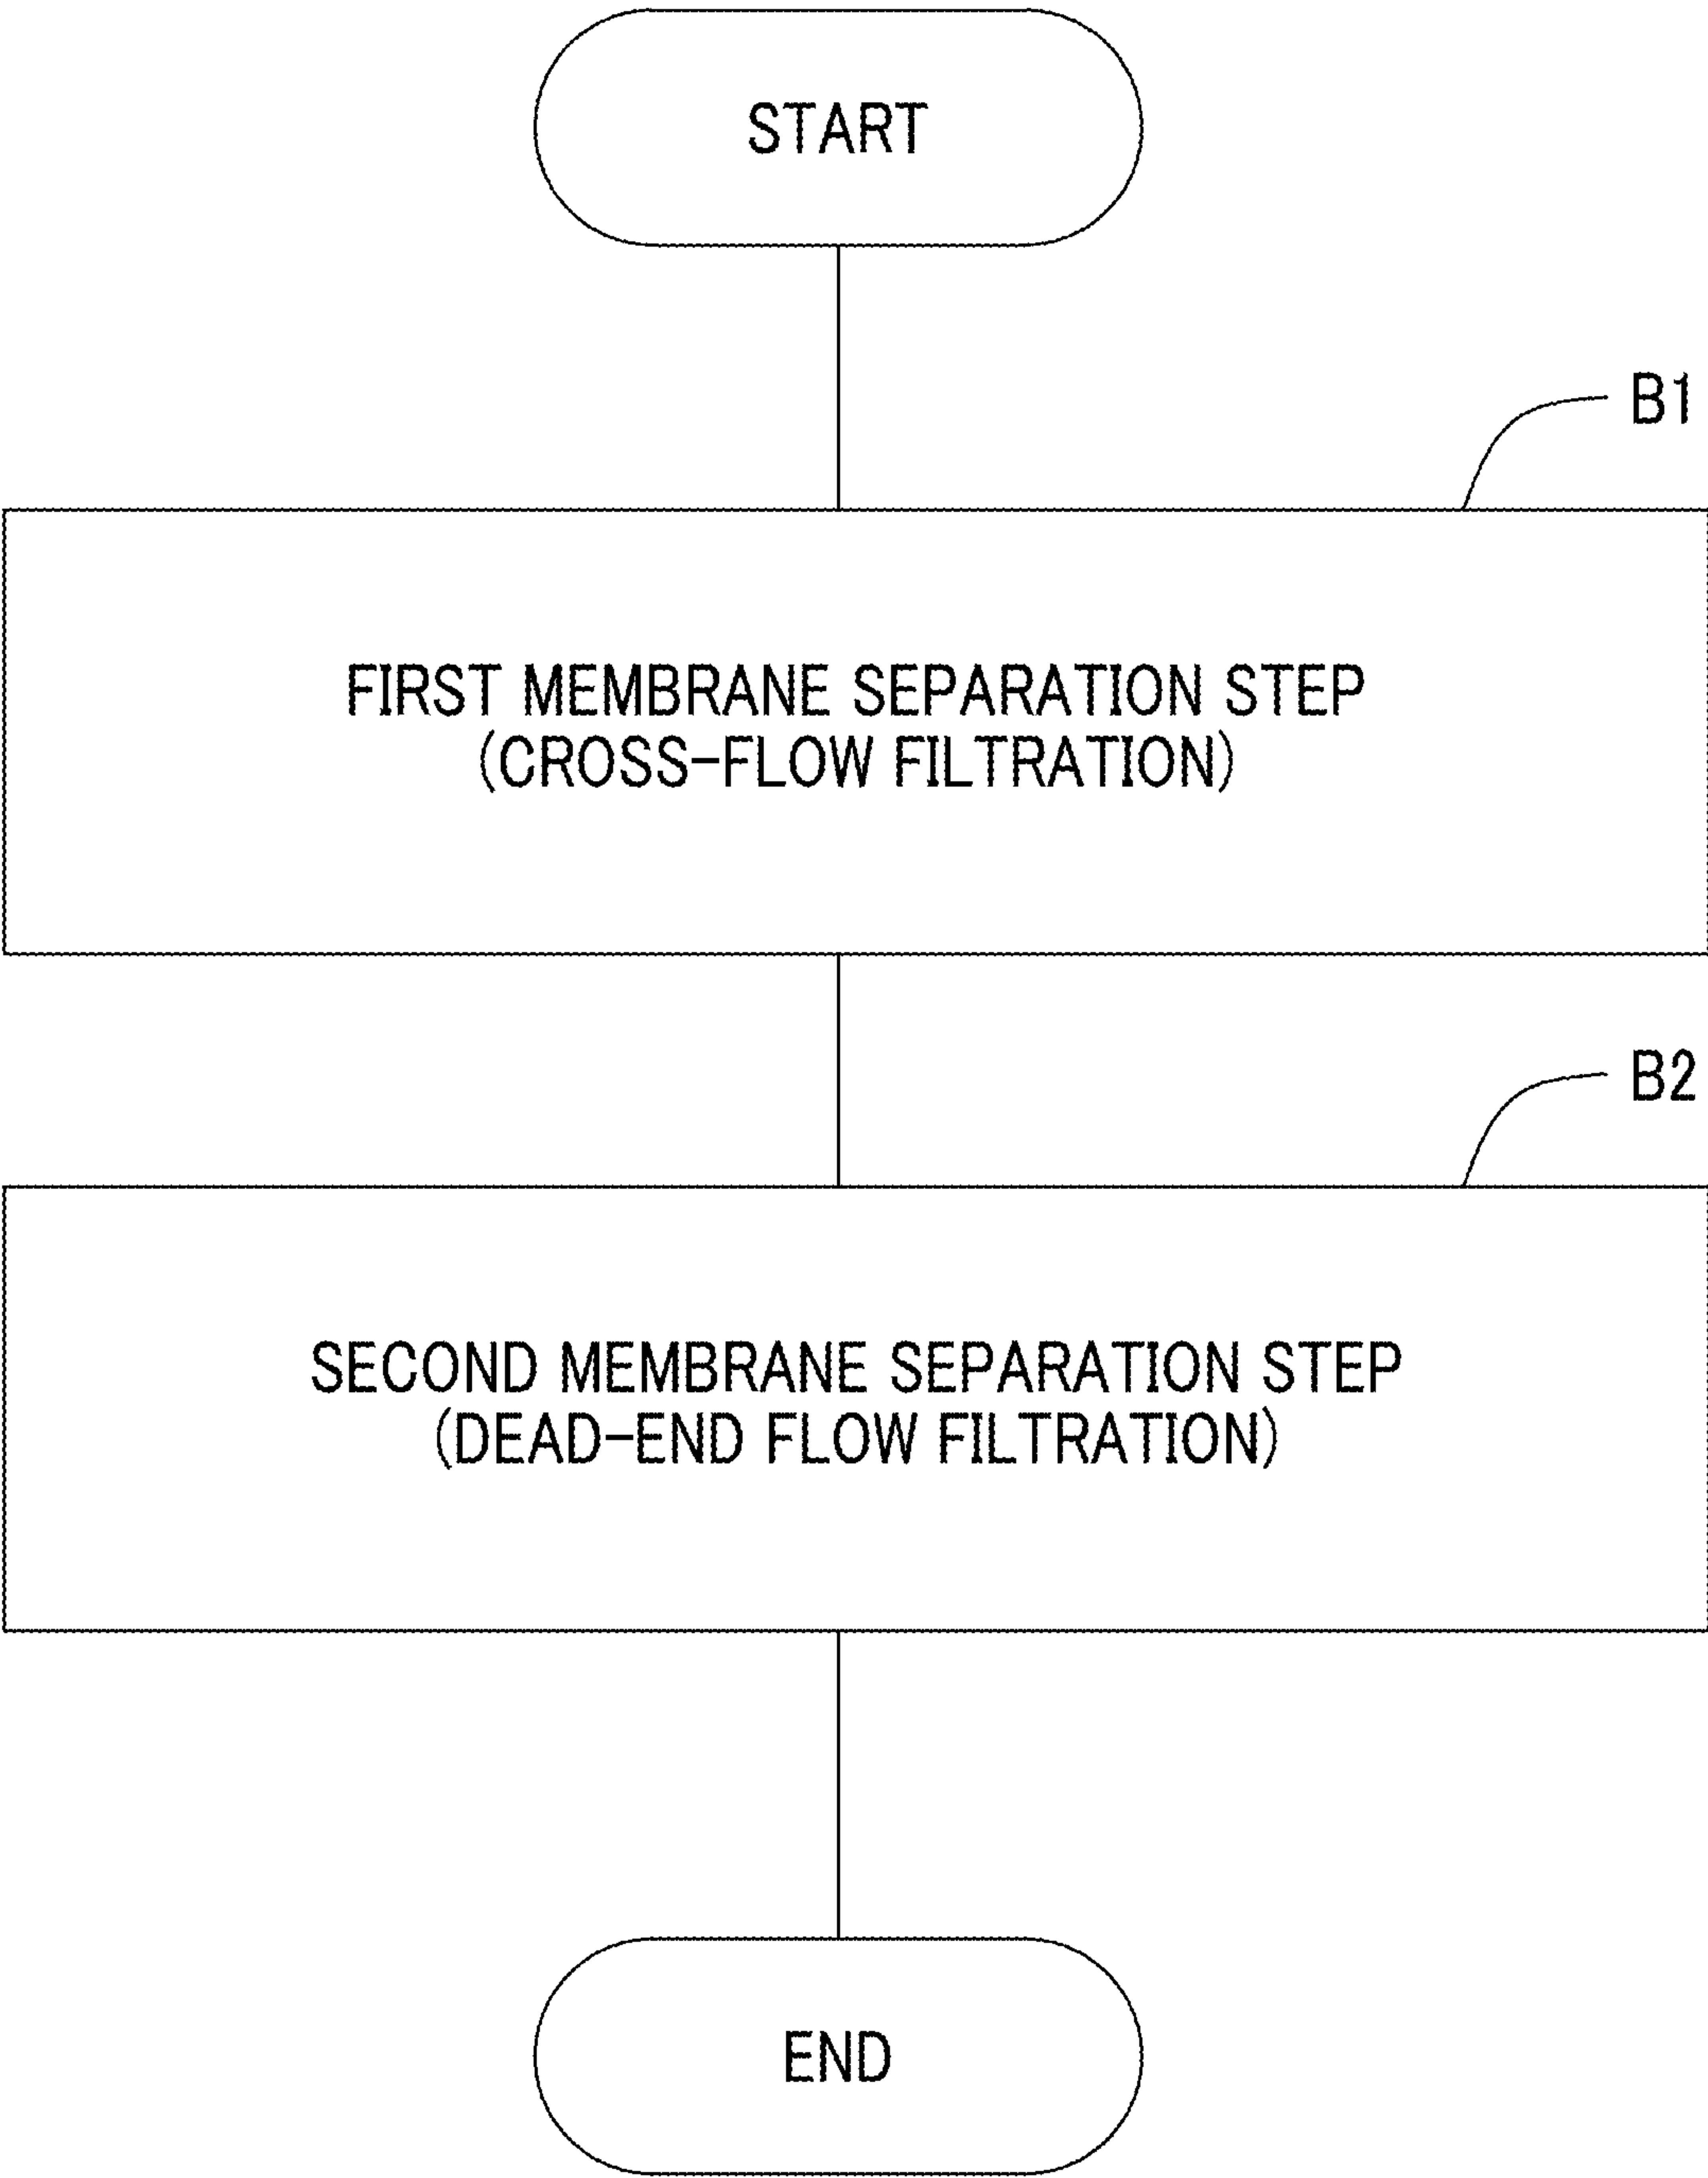 START
B1
FIRST MEMBRANE SEPARATION STEP
(CROSS-FLOW FILTRATION)
B2
SECOND MEMBRANE SEPARATION STEP
(DEAD-END FLOW FILTRATION)
END